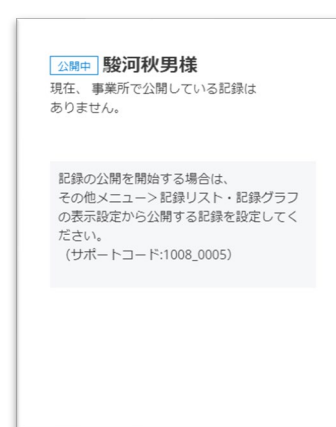 公開中 駿河秋男様
現在、 事業所で公開している記録は
ありません。
記録の公開を開始する場合は、
その他メニュー＞記録リスト・記録グラフ
の表示設定から公開する記録を設定してく
ださい。
（サポートコード:1008_0005）